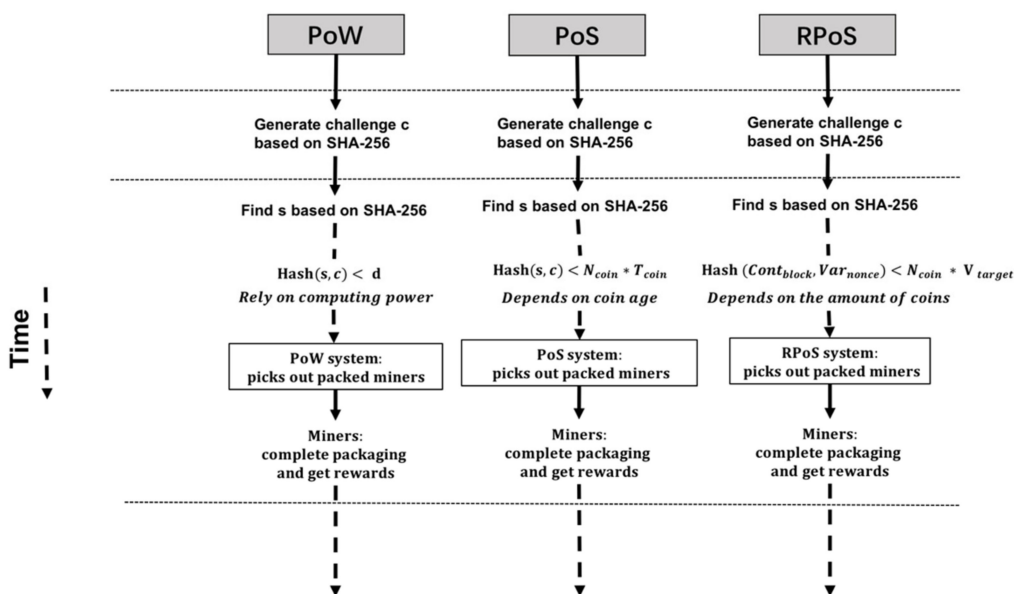 PoW
PoS
RPoS
Generate challenge c
based on SHA-256
Generate challenge c
based on SHA-256
Generate challenge c
based on SHA-256
Find s based on SHA-256
Find s based on SHA-256
Find s based on SHA-256
Hash(s,c) < d
Rely on computing power
Hash(s,c) < N_coin * T_coin
Depends on coin age
Hash (Cont_block, Var_nonce) < N_coin * V_target
Depends on the amount of coins
Time
PoW system:
picks out packed miners
PoS system:
picks out packed miners
RPoS system:
picks out packed miners
Miners:
complete packaging
and get rewards
Miners:
complete packaging
and get rewards
Miners:
complete packaging
and get rewards